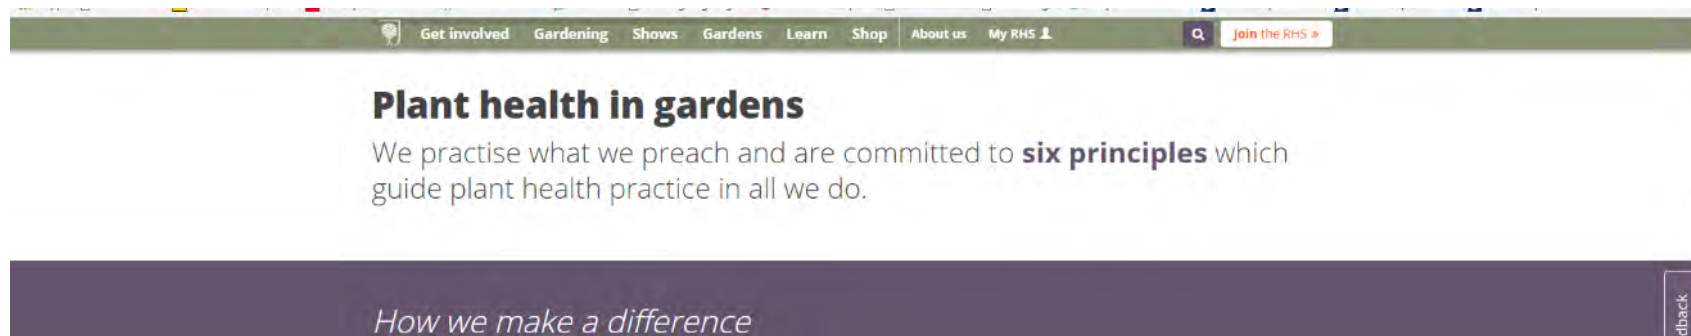 Get involved Gardening Shows Gardens Learn Shop About us My RHS Join the RHS »
Plant health in gardens
We practise what we preach and are committed to six principles which
guide plant health practice in all we do.
How we make a difference